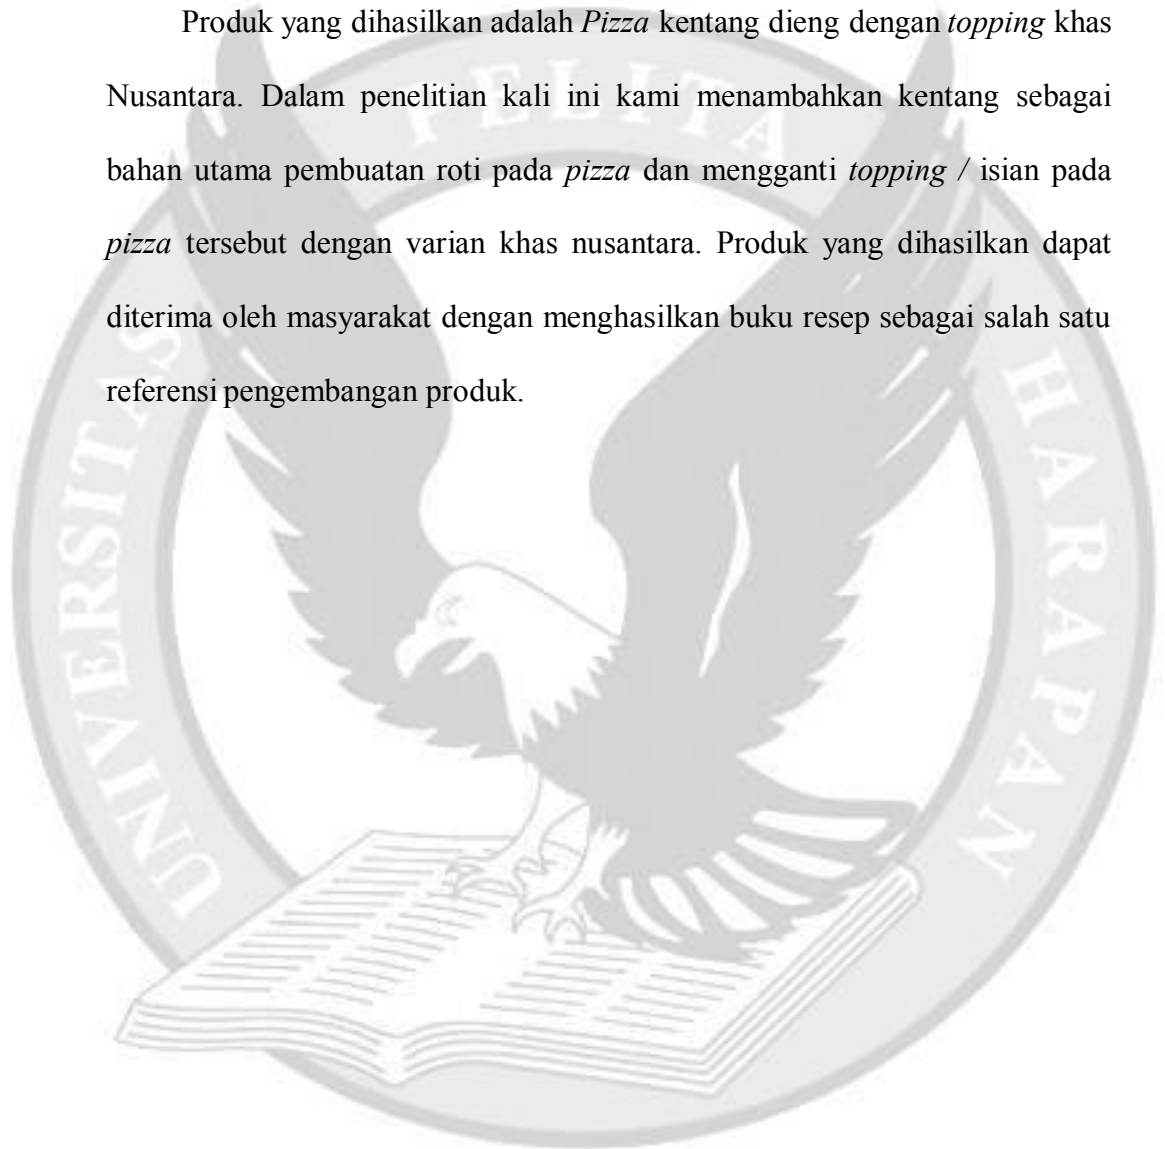 Produk yang dihasilkan adalah Pizza kentang dieng dengan topping khas
Nusantara. Dalam penelitian kali ini kami menambahkan kentang sebagai
bahan utama pembuatan roti pada pizza dan mengganti topping / isian pada
pizza tersebut dengan varian khas nusantara. Produk yang dihasilkan dapat
diterima oleh masyarakat dengan menghasilkan buku resep sebagai salah satu
referensi pengembangan produk.
UNIVERSITAS PELITA HARAPAN